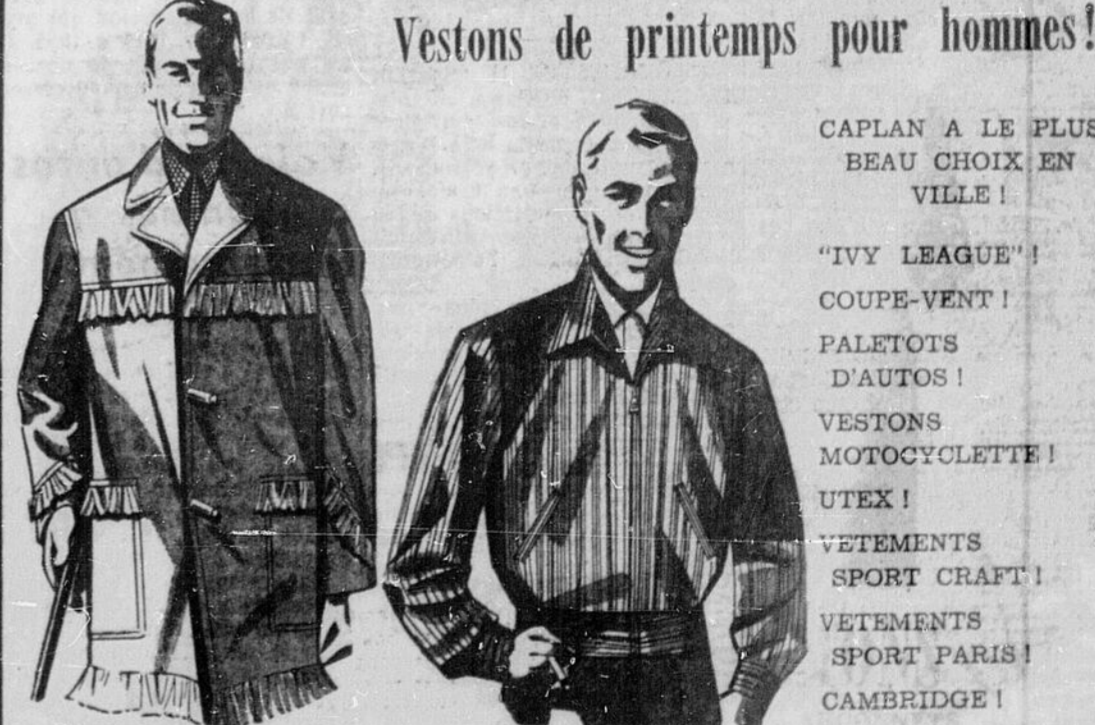 Vestons de printemps pour hommes!
CAPLAN A LE PLUS
BEAU CHOIX EN
VILLE !
"IVY LEAGUE" !
COUPE-VENT !
PALETOTS
D'AUTOS !
VESTONS
MOTOCYCLETTE !
UTEX !
VETEMENTS
SPORT CRAFT !
VETEMENTS
SPORT PARIS !
CAMBRIDGE !